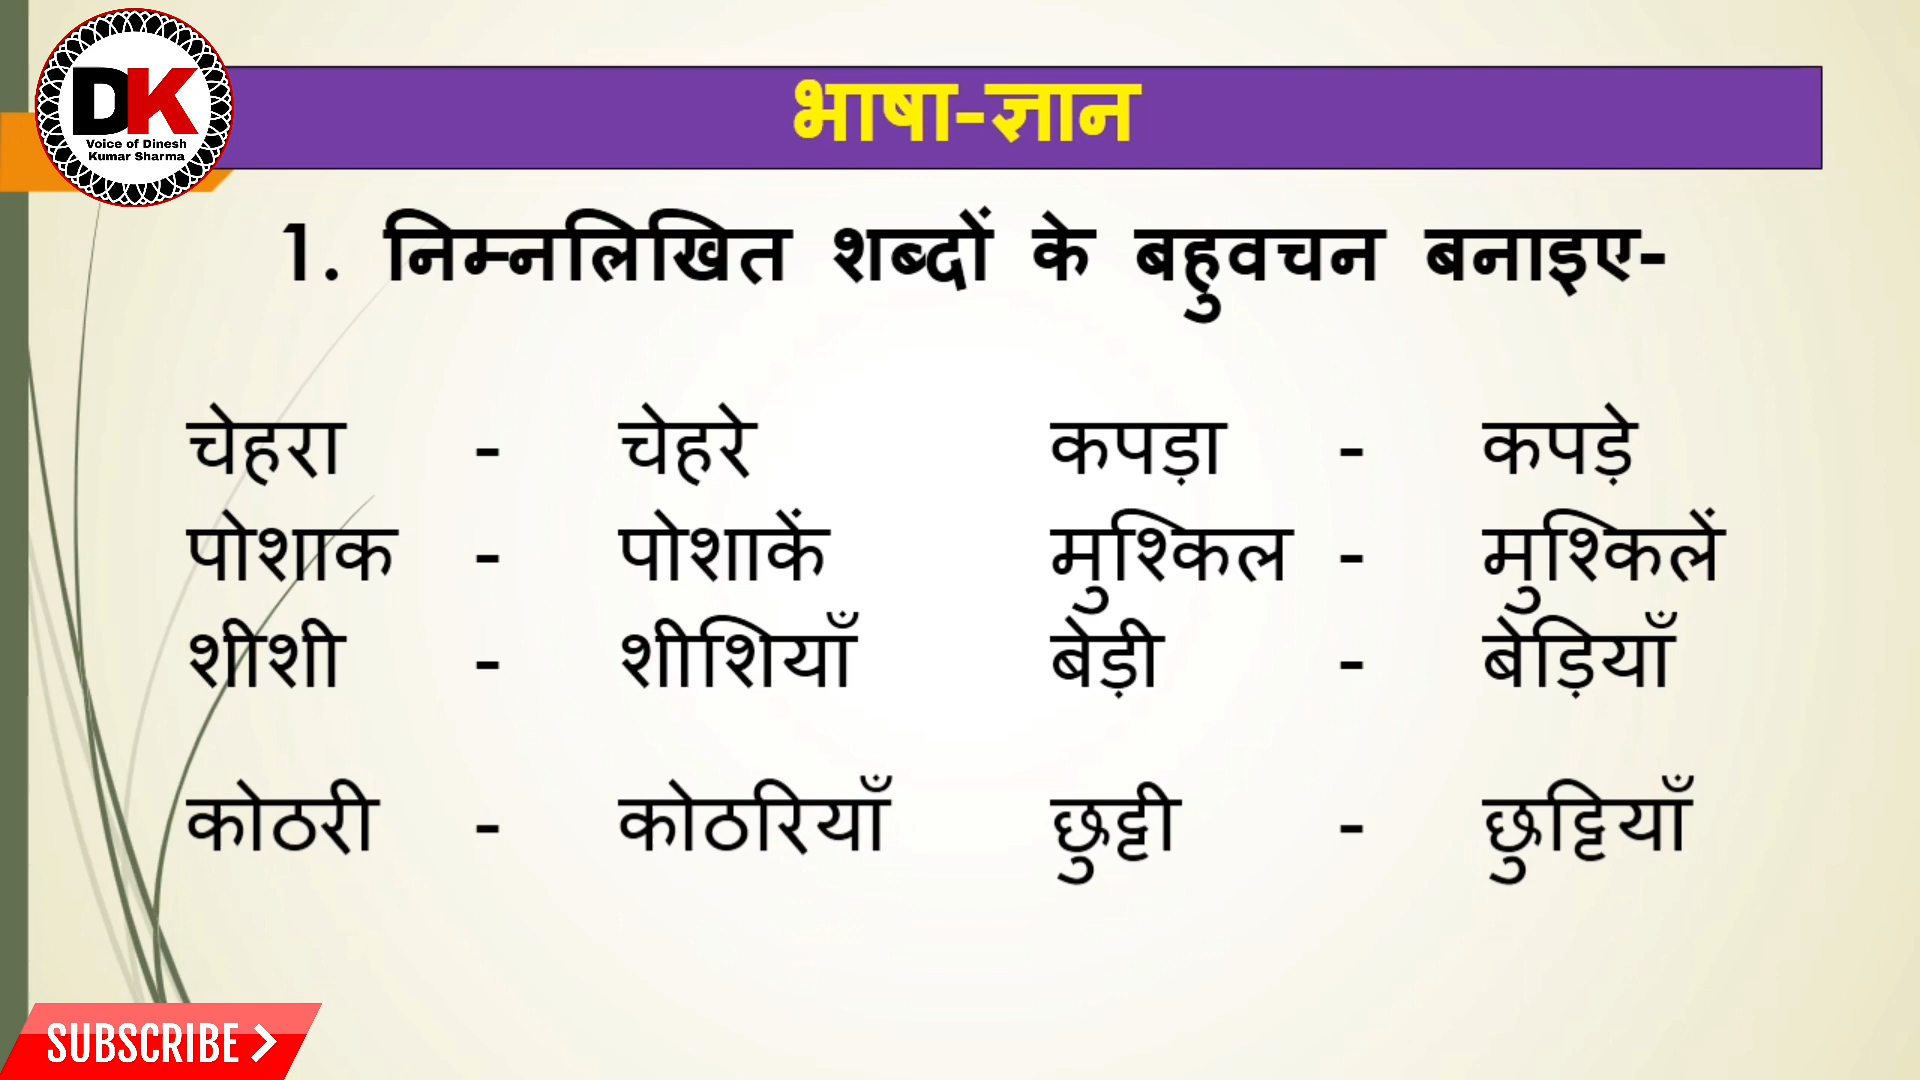 DK
Voice of Dinesh
Kumar Sharma
भाषा-ज्ञान
1. निम्नलिखित शब्दों के बहुवचन बनाइए-
चेहरा - चेहरे कपड़ा - कपड़े
पोशाक - पोशाकें मुश्किल - मुश्किलें
शीशी - शीशियाँ बेड़ी - बेड़ियाँ
कोठरी - कोठरियाँ छुट्टी - छुट्टियाँ
SUBSCRIBE >